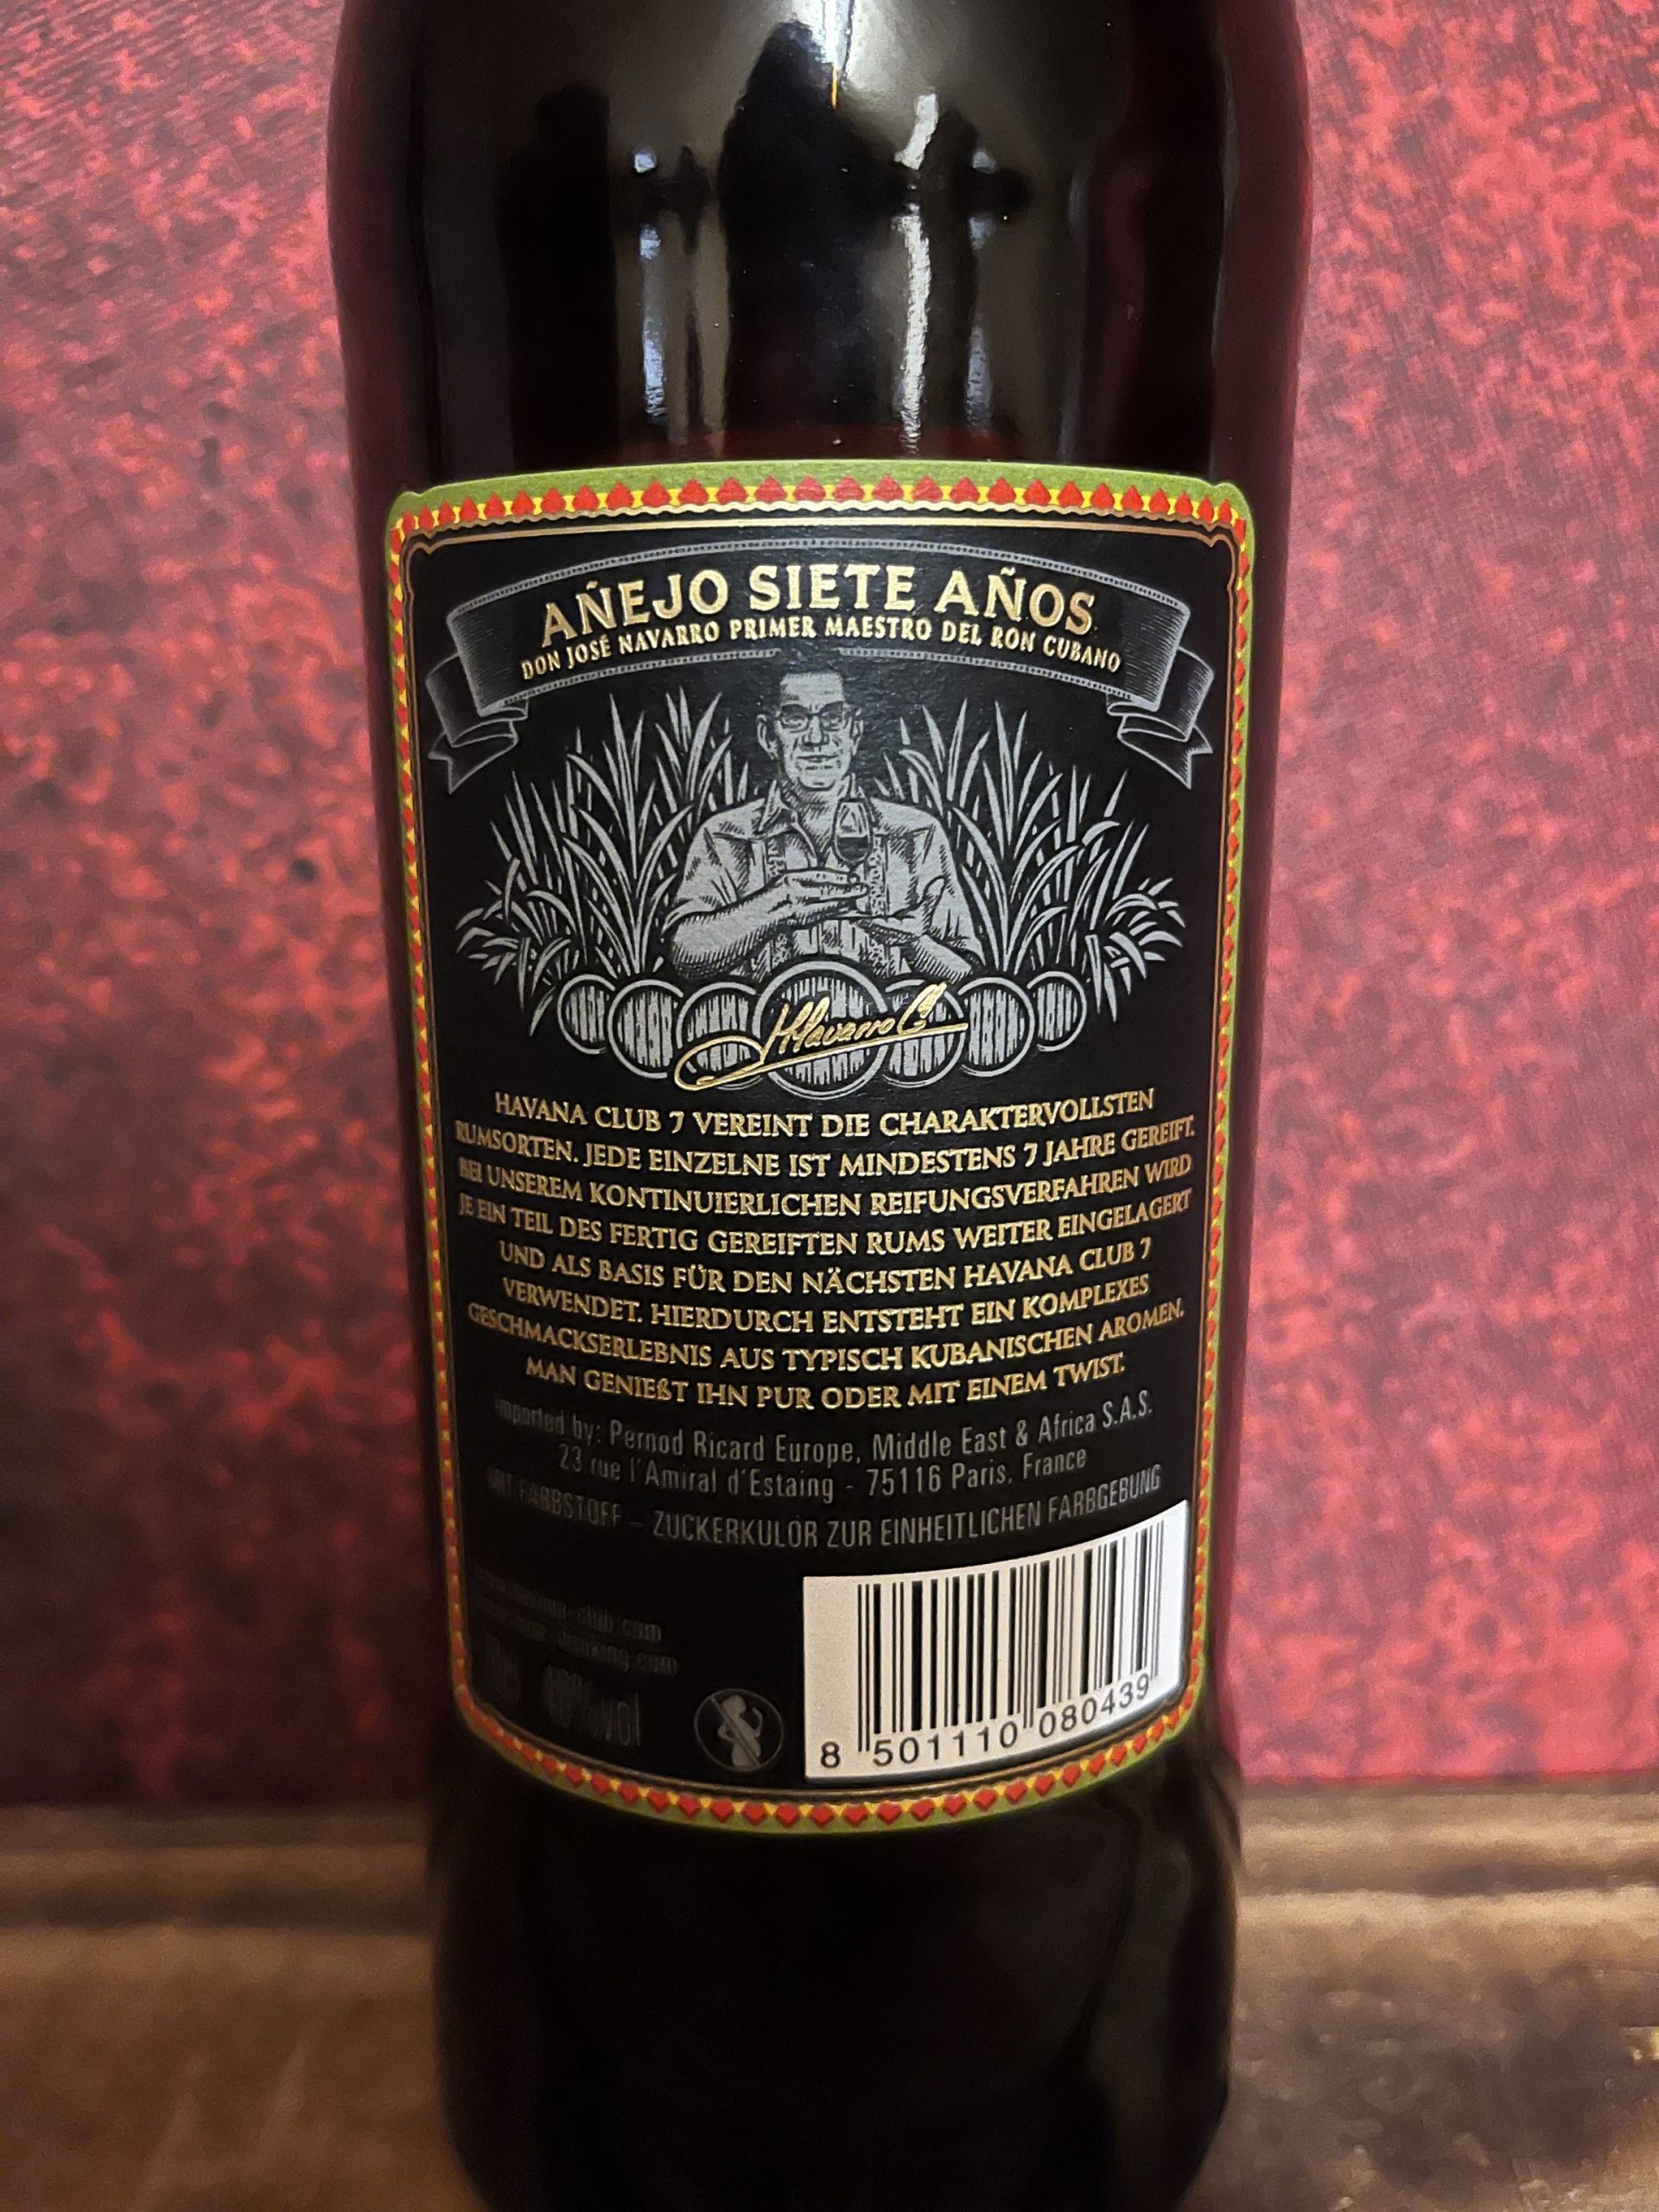 AÑEJO SIETE AÑOS
DON JOSÉ NAVARRO PRIMER MAESTRO DEL RON CUBANO
HAVANA CLUB 7 VEREINT DIE CHARAKTERVOLLSTEN
RUMSORTEN. JEDE EINZELNE IST MINDESTENS 7 JAHRE GEREIFT.
BEI UNSEREM KONTINUIERLICHEN REIFUNGSVERFAHREN WIRD
JE EIN TEIL DES FERTIG GEREIFTEN RUMS WEITER EINGELAGERT
UND ALS BASIS FÜR DEN NÄCHSTEN HAVANA CLUB 7
VERWENDET. HIERDURCH ENTSTEHT EIN KOMPLEXES
GESCHMACKSERLEBNIS AUS TYPISCH KUBANISCHEN AROMEN.
MAN GENIEßT IHN PUR ODER MIT EINEM TWIST.
imported by: Pernod Ricard Europe, Middle East & Africa S.A.S.
23 rue l'Amiral d'Estaing - 75116 Paris, France
MIT FARBSTOFF – ZUCKERKULÖR ZUR EINHEITLICHEN FARBGEBUNG
40%vol
8 501110 080439